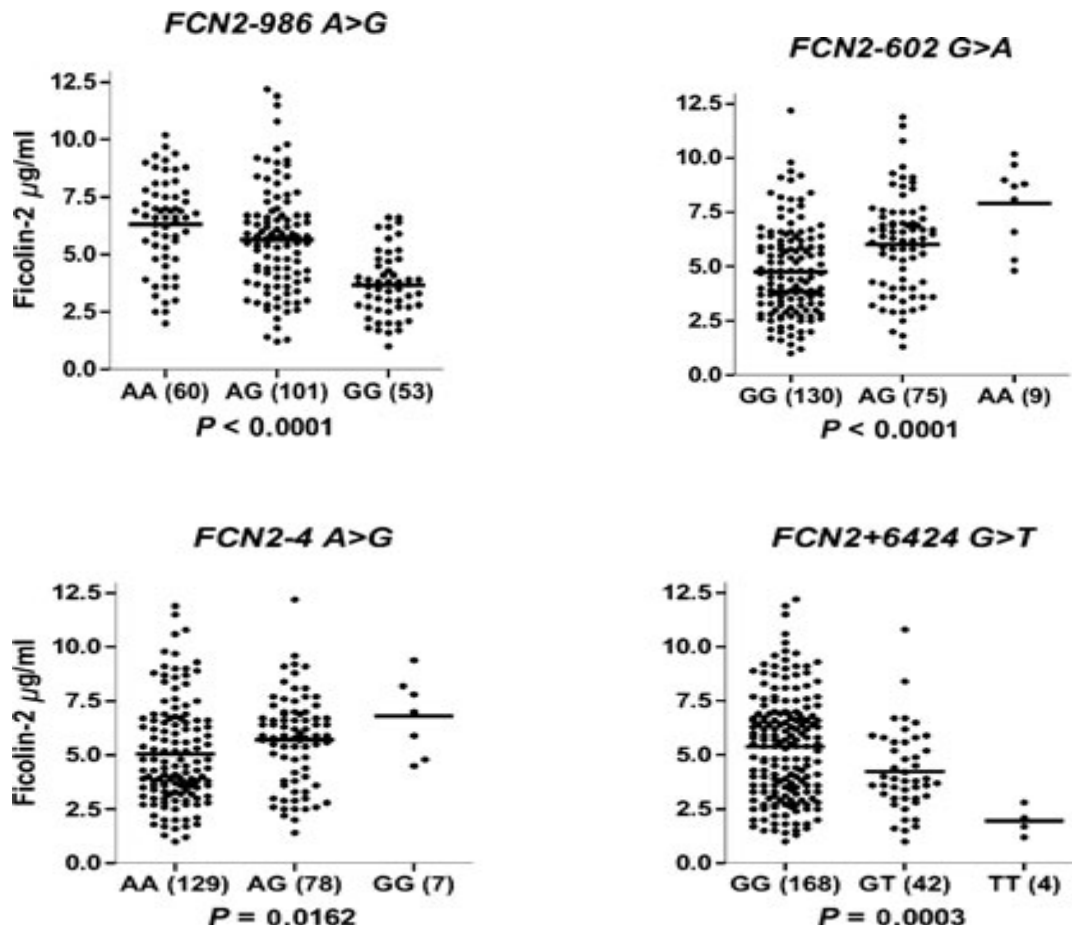 FCN2-986 A>G
Ficolin-2 µg/ml
12.5
10.0
7.5
5.0
2.5
0.0
AA (60) AG (101) GG (53)
P < 0.0001
FCN2-602 G>A
12.5
10.0
7.5
5.0
2.5
0.0
GG (130) AG (75) AA (9)
P < 0.0001
FCN2-4 A>G
Ficolin-2 µg/ml
12.5
10.0
7.5
5.0
2.5
0.0
AA (129) AG (78) GG (7)
P = 0.0162
FCN2+6424 G>T
12.5
10.0
7.5
5.0
2.5
0.0
GG (168) GT (42) TT (4)
P = 0.0003